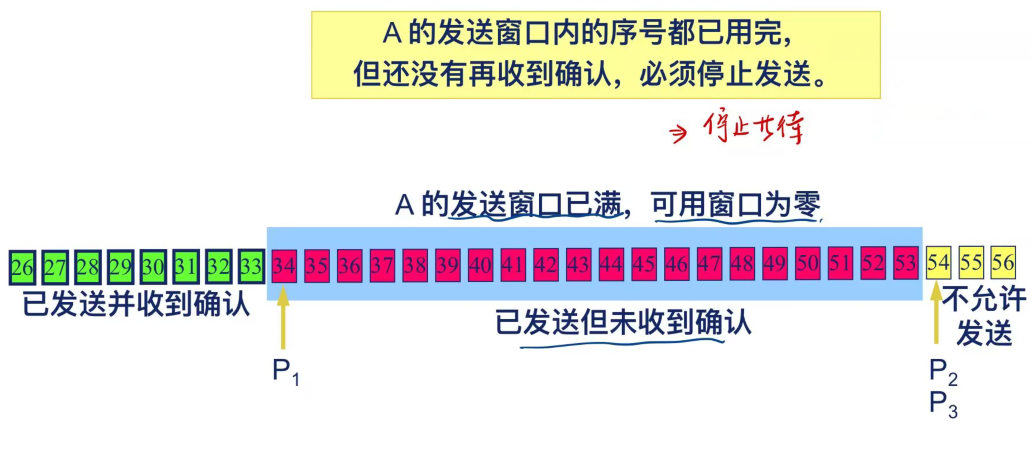 A 的发送窗口内的序号都已用完，
但还没有再收到确认，必须停止发送。
→ 停止等待
A 的发送窗口已满，可用窗口为零
26 27 28 29 30 31 32 33 34 35 36 37 38 39 40 41 42 43 44 45 46 47 48 49 50 51 52 53 54 55 56
已发送并收到确认
已发送但未收到确认
不允许
发送
P1
P2
P3